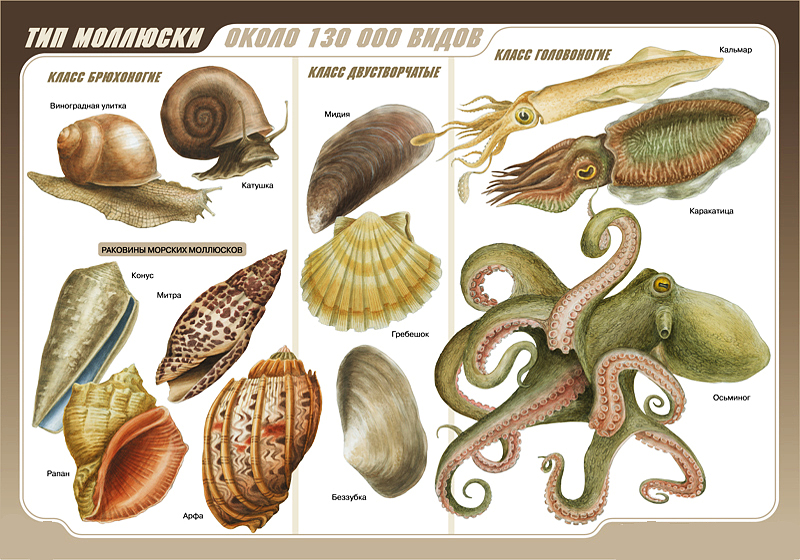 ТИП МОЛЛЮСКИ ОКОЛО 130 000 ВИДОВ
КЛАСС БРЮХОНОГИЕ
Виноградная улитка
Катушка
РАКОВИНЫ МОРСКИХ МОЛЛЮСКОВ
Конус
Митра
Рапан
Арфа
КЛАСС ДВУСТВОРЧАТЫЕ
Мидия
Гребешок
Беззубка
КЛАСС ГОЛОВОНОГИЕ
Кальмар
Каракатица
Осьминог